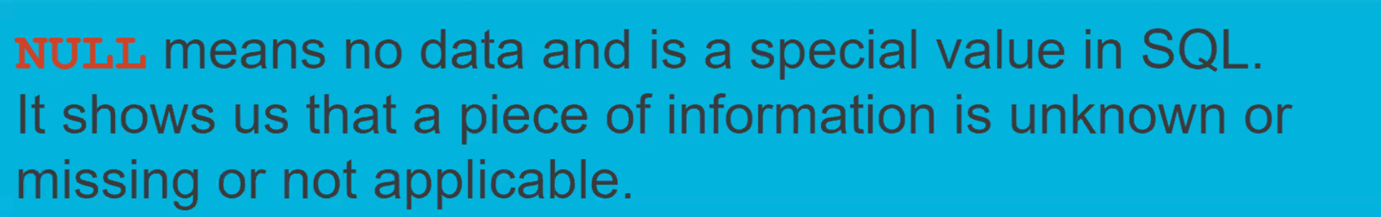 NULL means no data and is a special value in SQL.
It shows us that a piece of information is unknown or
missing or not applicable.